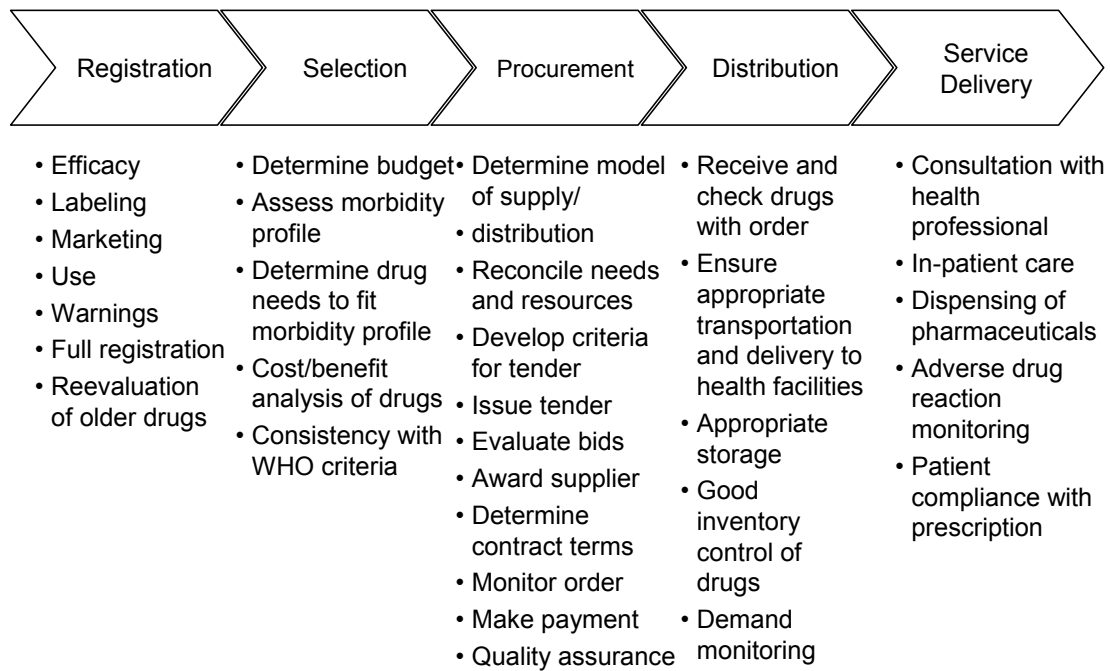 Registration
Selection
Procurement
Distribution
Service
Delivery
• Efficacy
• Labeling
• Marketing
• Use
• Warnings
• Full registration
• Reevaluation
of older drugs
• Determine budget
• Assess morbidity
profile
• Determine drug
needs to fit
morbidity profile
• Cost/benefit
analysis of drugs
• Consistency with
WHO criteria
• Determine model
of supply/
• distribution
• Reconcile needs
and resources
• Develop criteria
for tender
• Issue tender
• Evaluate bids
• Award supplier
• Determine
contract terms
• Monitor order
• Make payment
• Quality assurance
• Receive and
check drugs
with order
• Ensure
appropriate
transportation
and delivery to
health facilities
• Appropriate
storage
• Good
inventory
control of
drugs
• Demand
monitoring
• Consultation with
health
professional
• In-patient care
• Dispensing of
pharmaceuticals
• Adverse drug
reaction
monitoring
• Patient
compliance with
prescription